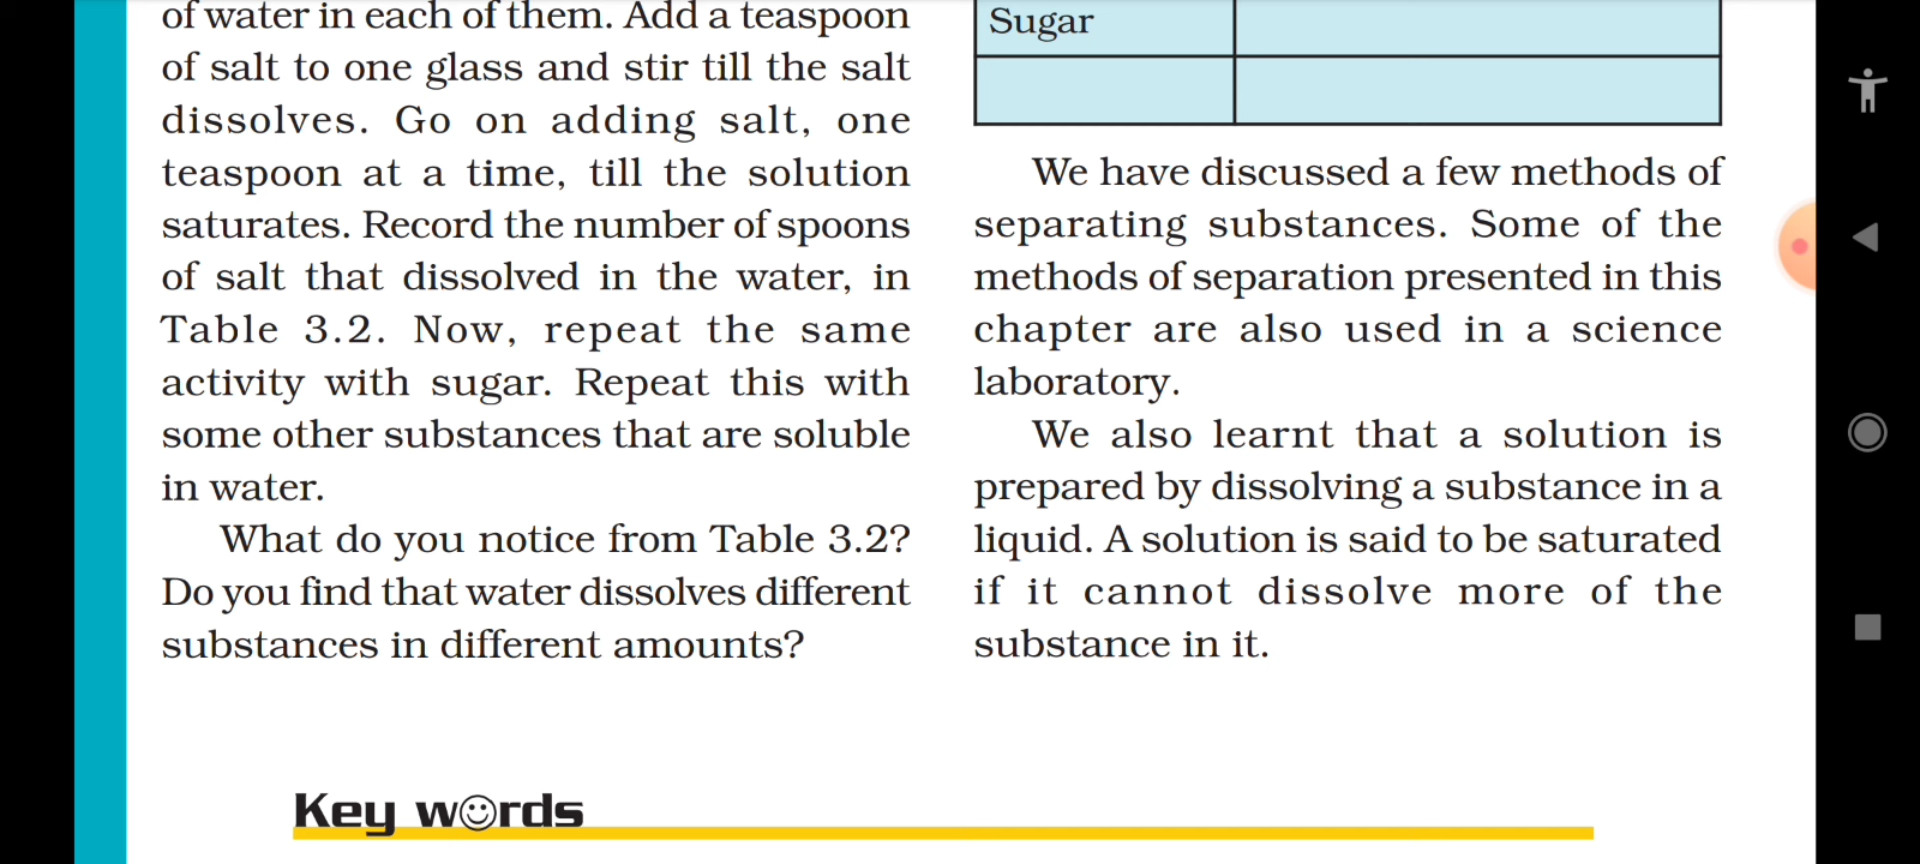 of water in each of them. Add a teaspoon
of salt to one glass and stir till the salt
dissolves. Go on adding salt, one
teaspoon at a time, till the solution
saturates. Record the number of spoons
of salt that dissolved in the water, in
Table 3.2. Now, repeat the same
activity with sugar. Repeat this with
some other substances that are soluble
in water.
What do you notice from Table 3.2?
Do you find that water dissolves different
substances in different amounts?
Sugar
We have discussed a few methods of
separating substances. Some of the
methods of separation presented in this
chapter are also used in a science
laboratory.
We also learnt that a solution is
prepared by dissolving a substance in a
liquid. A solution is said to be saturated
if it cannot dissolve more of the
substance in it.
Key words